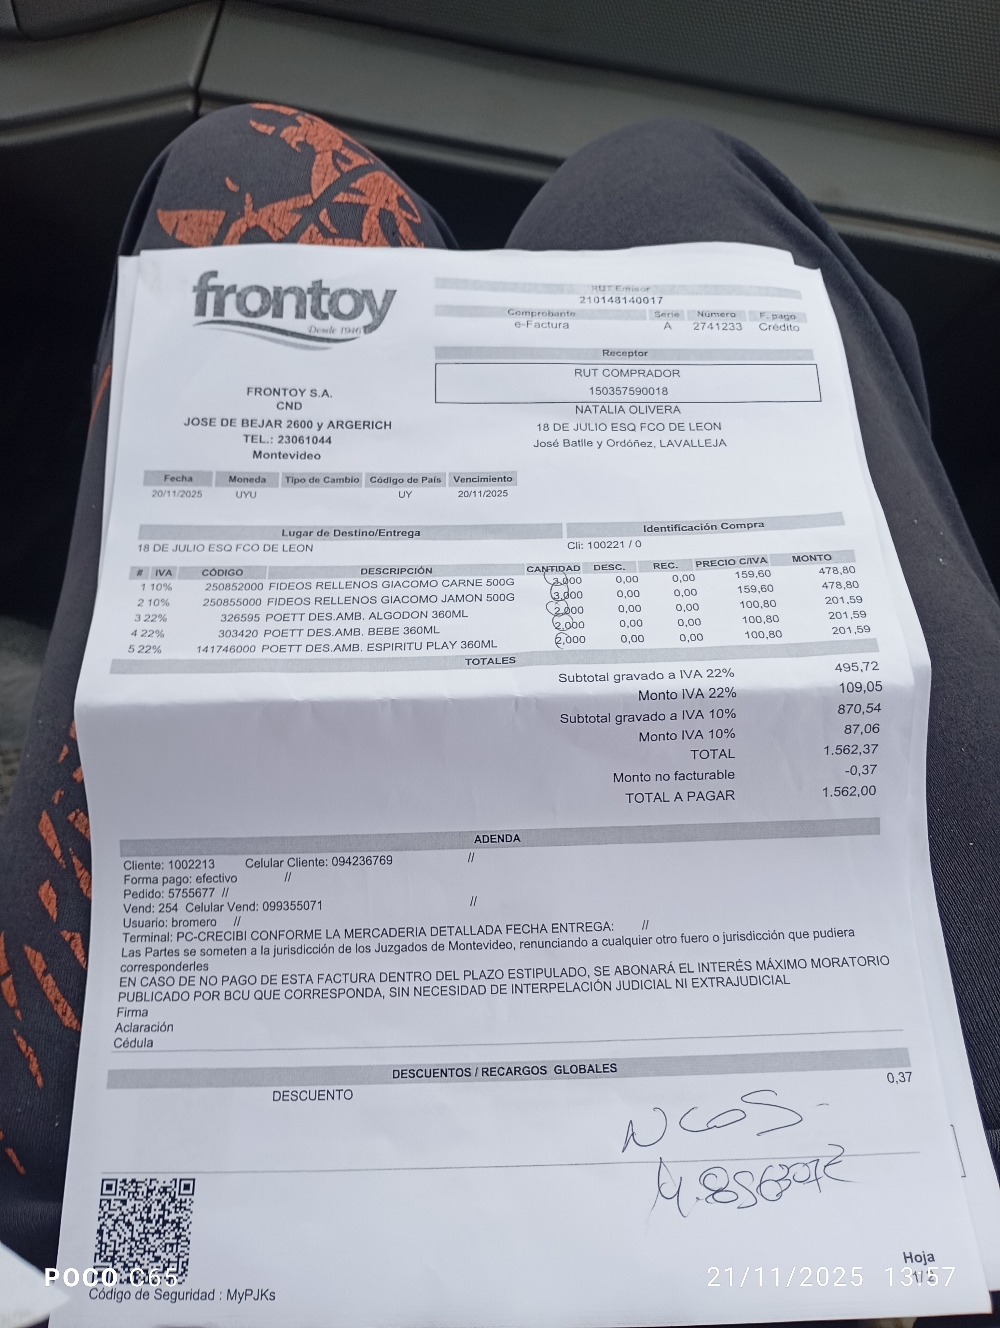 frontoy
Desde 1946
RUT Emisor
210148140017
Comprobante Serie Número F. pago
e-Factura A 2741233 Crédito
Receptor
RUT COMPRADOR
150357590018
NATALIA OLIVERA
18 DE JULIO ESQ FCO DE LEON
José Batlle y Ordóñez, LAVALLEJA
FRONTOY S.A.
CND
JOSE DE BEJAR 2600 y ARGERICH
TEL.: 23061044
Montevideo
Fecha Moneda Tipo de Cambio Código de País Vencimiento
20/11/2025 UYU UY 20/11/2025
Lugar de Destino/Entrega Identificación Compra
18 DE JULIO ESQ FCO DE LEON Cli: 100221 / 0
# IVA CÓDIGO DESCRIPCIÓN CANTIDAD DESC. REC. PRECIO C/IVA MONTO
1 10% 250852000 FIDEOS RELLENOS GIACOMO CARNE 500G 3,000 0,00 0,00 159,60 478,80
2 10% 250855000 FIDEOS RELLENOS GIACOMO JAMON 500G 3,000 0,00 0,00 159,60 478,80
3 22% 326595 POETT DES.AMB. ALGODON 360ML 2,000 0,00 0,00 100,80 201,59
4 22% 303420 POETT DES.AMB. BEBE 360ML 2,000 0,00 0,00 100,80 201,59
5 22% 141746000 POETT DES.AMB. ESPIRITU PLAY 360ML 2,000 0,00 0,00 100,80 201,59
TOTALES
Subtotal gravado a IVA 22% 495,72
Monto IVA 22% 109,05
Subtotal gravado a IVA 10% 870,54
Monto IVA 10% 87,06
TOTAL 1.562,37
Monto no facturable -0,37
TOTAL A PAGAR 1.562,00
ADENDA
Cliente: 1002213 Celular Cliente: 094236769 //
Forma pago: efectivo //
Pedido: 5755677 //
Vend: 254 Celular Vend: 099355071 //
Usuario: bromero //
Terminal: PC-CRECIBI CONFORME LA MERCADERIA DETALLADA FECHA ENTREGA: //
Las Partes se someten a la jurisdicción de los Juzgados de Montevideo, renunciando a cualquier otro fuero o jurisdicción que pudiera
corresponderles
EN CASO DE NO PAGO DE ESTA FACTURA DENTRO DEL PLAZO ESTIPULADO, SE ABONARÁ EL INTERÉS MÁXIMO MORATORIO
PUBLICADO POR BCU QUE CORRESPONDA, SIN NECESIDAD DE INTERPELACIÓN JUDICIAL NI EXTRAJUDICIAL
Firma
Aclaración
Cédula
DESCUENTOS / RECARGOS GLOBALES
DESCUENTO 0,37
Hoja
1/2
Código de Seguridad : MyPJKs
POCO C65
21/11/2025 13:57